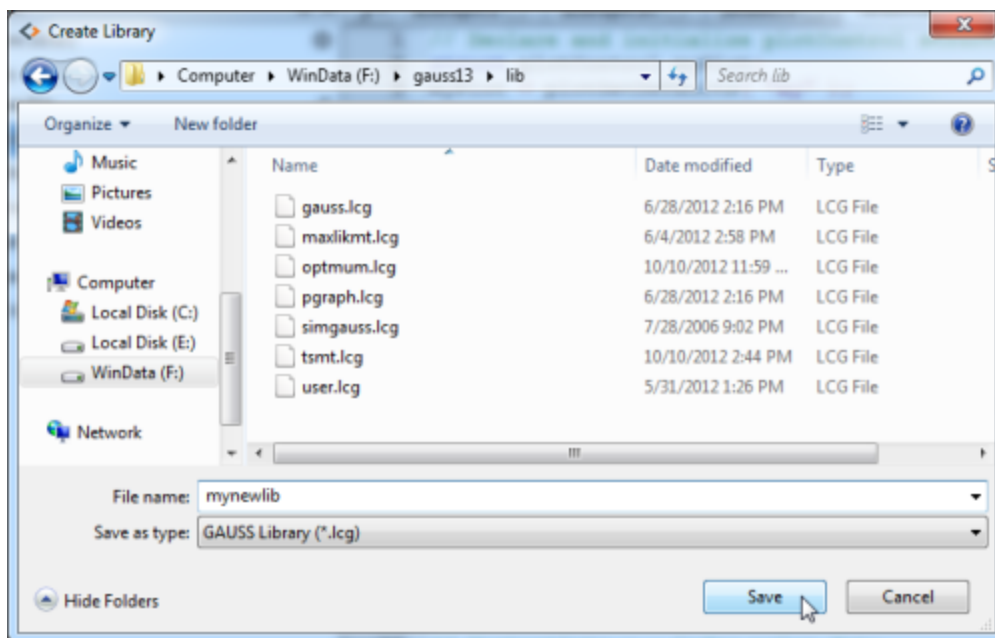 Create Library
// Declare and initialize plotControl
Computer WinData (F:) gauss13 lib Search lib
Organize New folder
Name Date modified Type S
Music
Pictures
Videos
Computer
Local Disk (C:)
Local Disk (E:)
WinData (F:)
Network
gauss.lcg 6/28/2012 2:16 PM LCG File
maxlikmt.lcg 6/4/2012 2:58 PM LCG File
optmum.lcg 10/10/2012 11:59 ... LCG File
pgraph.lcg 6/28/2012 2:16 PM LCG File
simgauss.lcg 7/28/2006 9:02 PM LCG File
tsmt.lcg 10/10/2012 2:44 PM LCG File
user.lcg 5/31/2012 1:26 PM LCG File
File name: mynewlib
Save as type: GAUSS Library (*.lcg)
Hide Folders Save Cancel